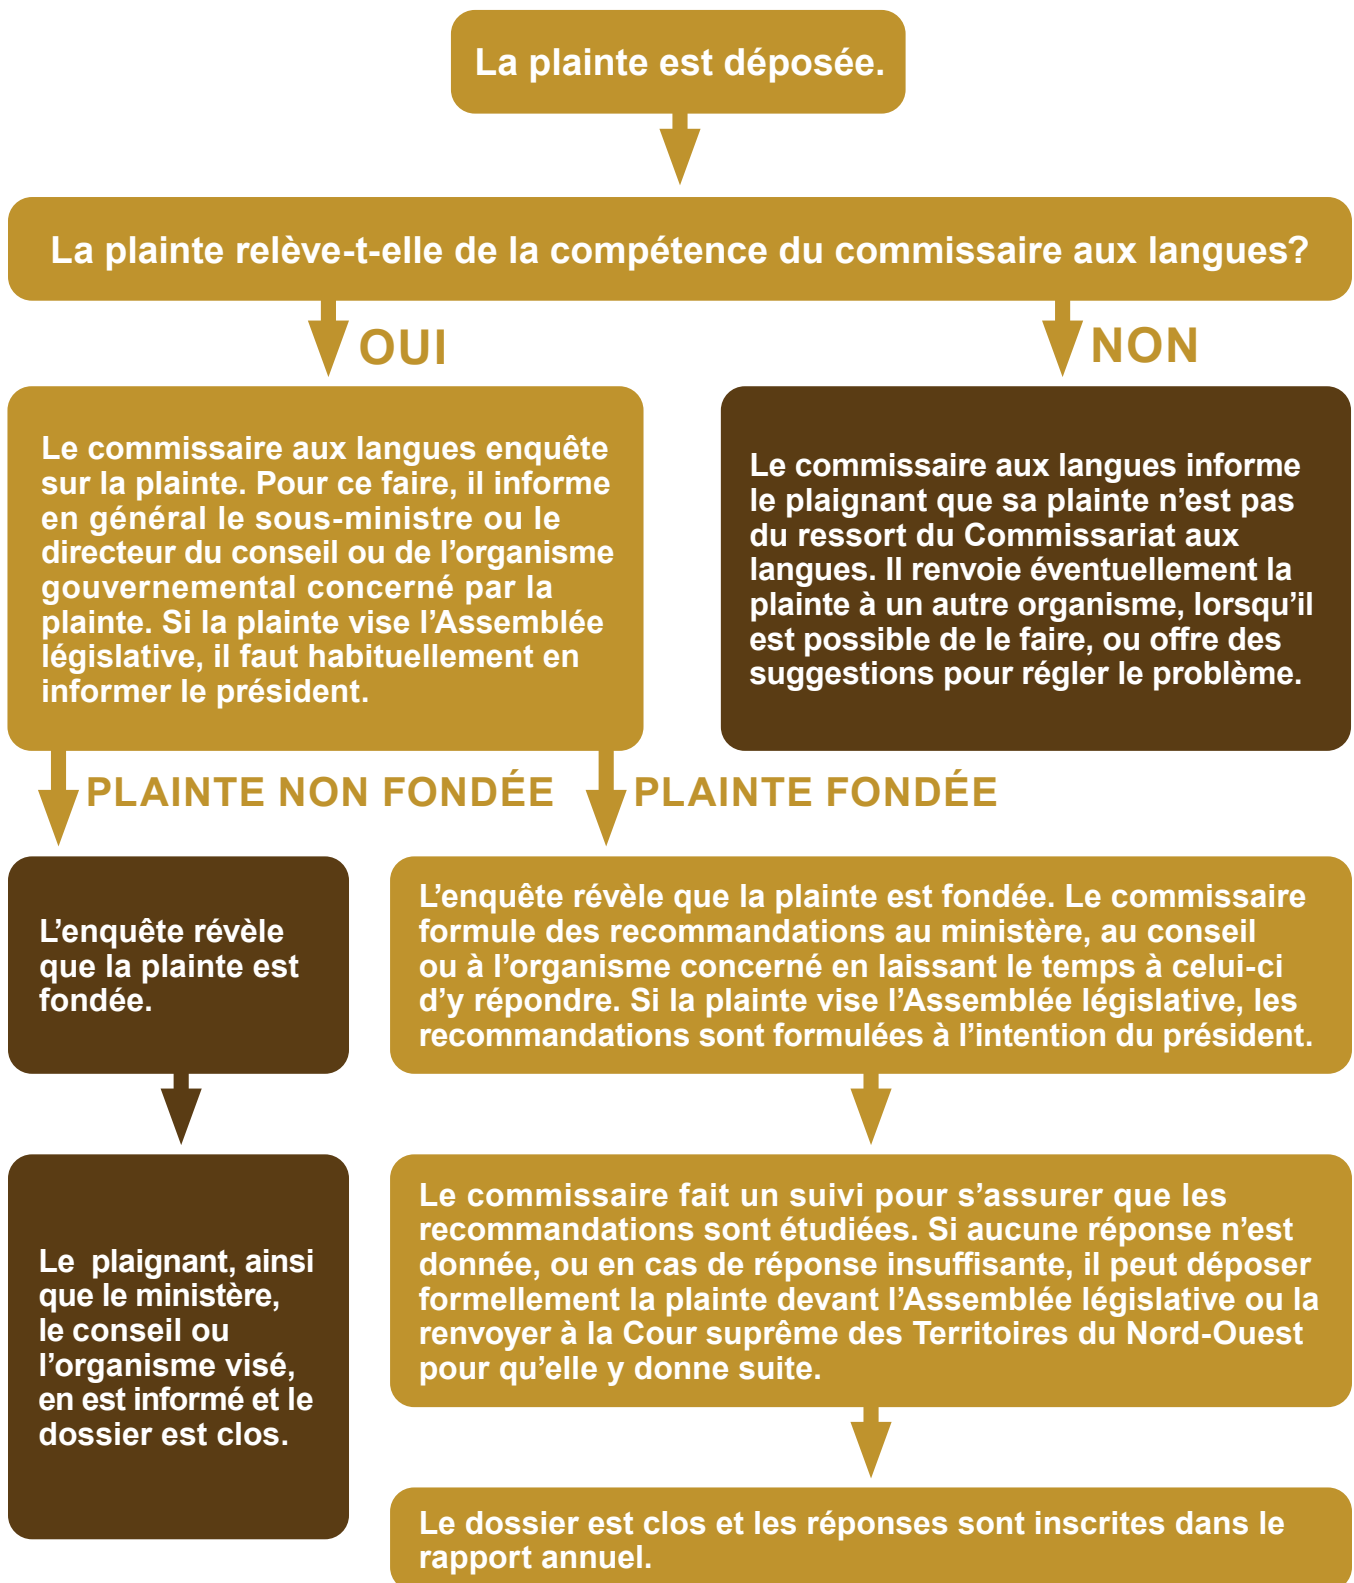 La plainte est déposée.
La plainte relève-t-elle de la compétence du commissaire aux langues?
OUI
NON
Le commissaire aux langues enquête
sur la plainte. Pour ce faire, il informe
en général le sous-ministre ou le
directeur du conseil ou de l’organisme
gouvernemental concerné par la
plainte. Si la plainte vise l’Assemblée
législative, il faut habituellement en
informer le président.
Le commissaire aux langues informe
le plaignant que sa plainte n’est pas
du ressort du Commissariat aux
langues. Il renvoie éventuellement la
plainte à un autre organisme, lorsqu’il
est possible de le faire, ou offre des
suggestions pour régler le problème.
PLAINTE NON FONDÉE
PLAINTE FONDÉE
L’enquête révèle
que la plainte est
fondée.
L’enquête révèle que la plainte est fondée. Le commissaire
formule des recommandations au ministère, au conseil
ou à l’organisme concerné en laissant le temps à celui-ci
d’y répondre. Si la plainte vise l’Assemblée législative, les
recommandations sont formulées à l’intention du président.
Le plaignant, ainsi
que le ministère,
le conseil ou
l’organisme visé,
en est informé et le
dossier est clos.
Le commissaire fait un suivi pour s’assurer que les
recommandations sont étudiées. Si aucune réponse n’est
donnée, ou en cas de réponse insuffisante, il peut déposer
formellement la plainte devant l’Assemblée législative ou la
renvoyer à la Cour suprême des Territoires du Nord-Ouest
pour qu’elle y donne suite.
Le dossier est clos et les réponses sont inscrites dans le
rapport annuel.